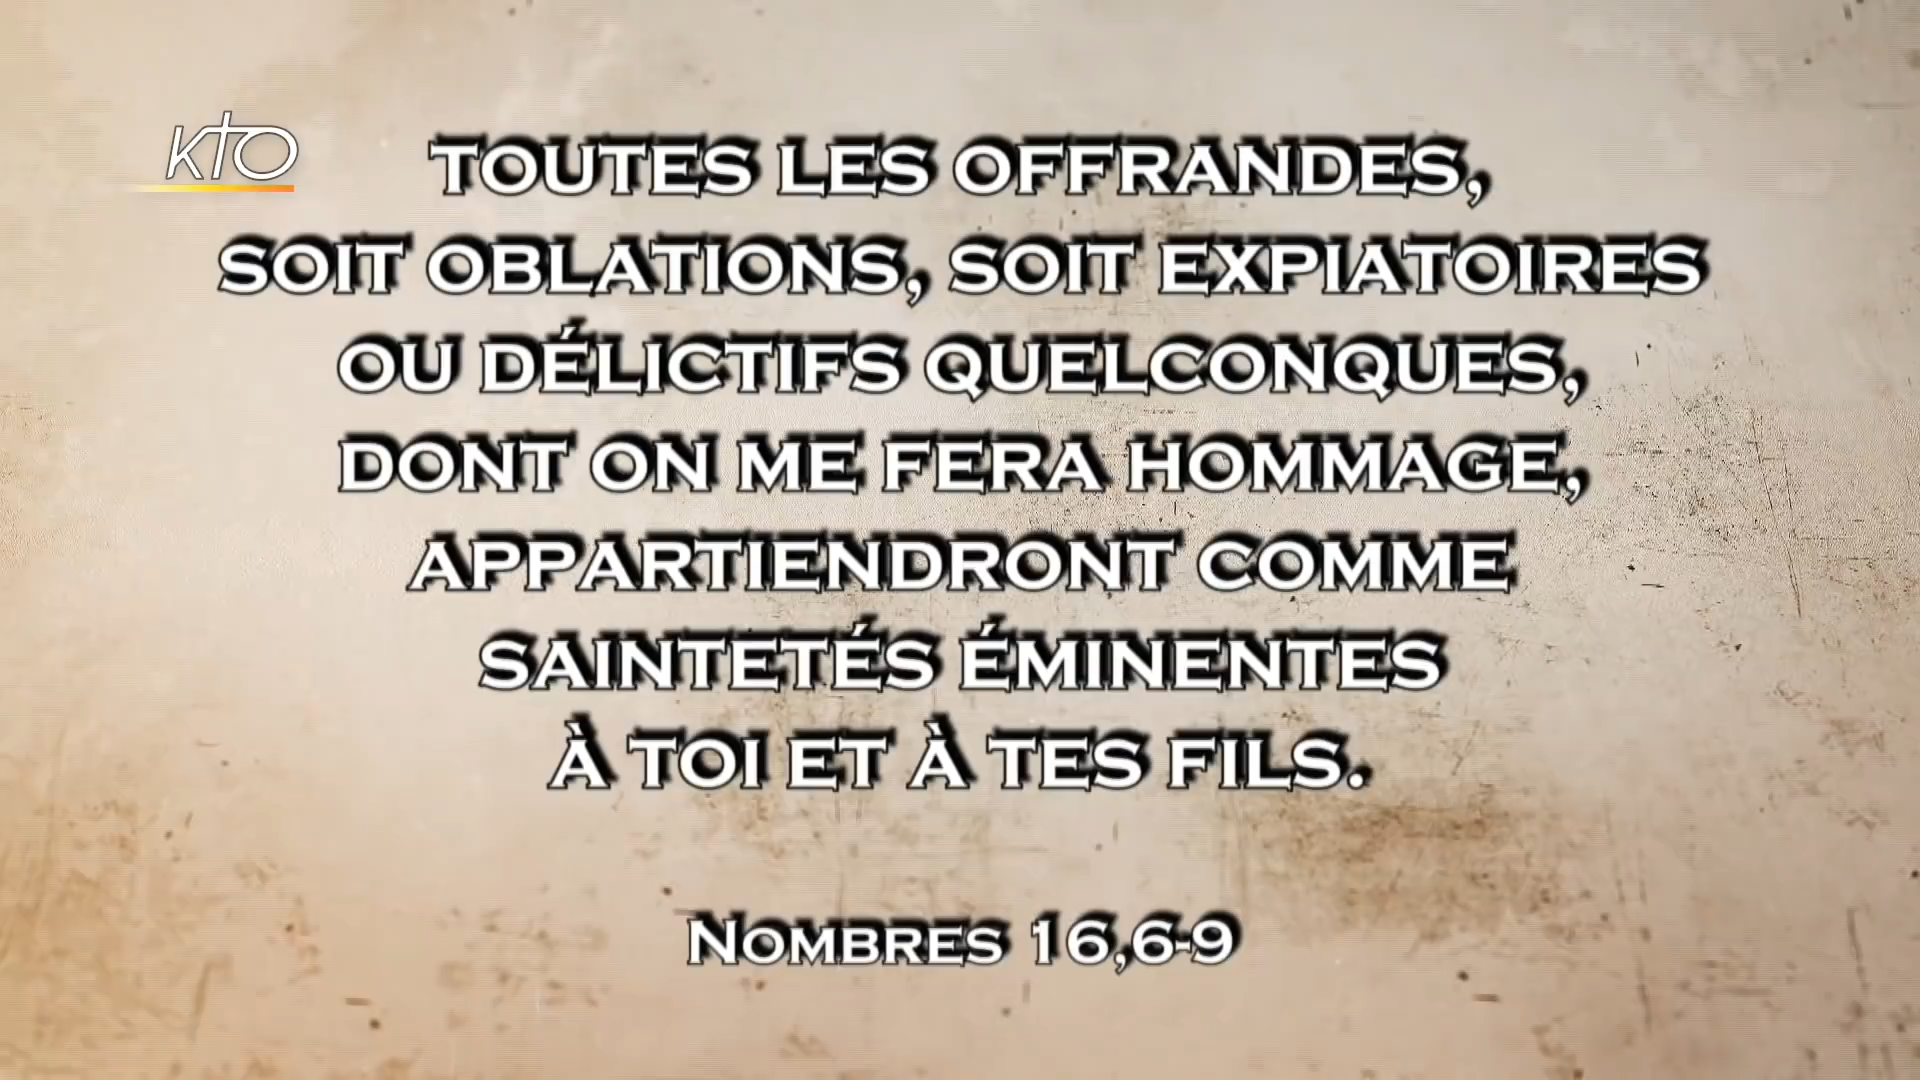 KTO
TOUTES LES OFFRANDES,
SOIT OBLATIONS, SOIT EXPIATOIRES
OU DÉLICTIFS QUELCONQUES,
DONT ON ME FERA HOMMAGE,
APPARTIENDRONT COMME
SAINTETÉS ÉMINENTES
À TOI ET À TES FILS.
NOMBRES 16,6-9